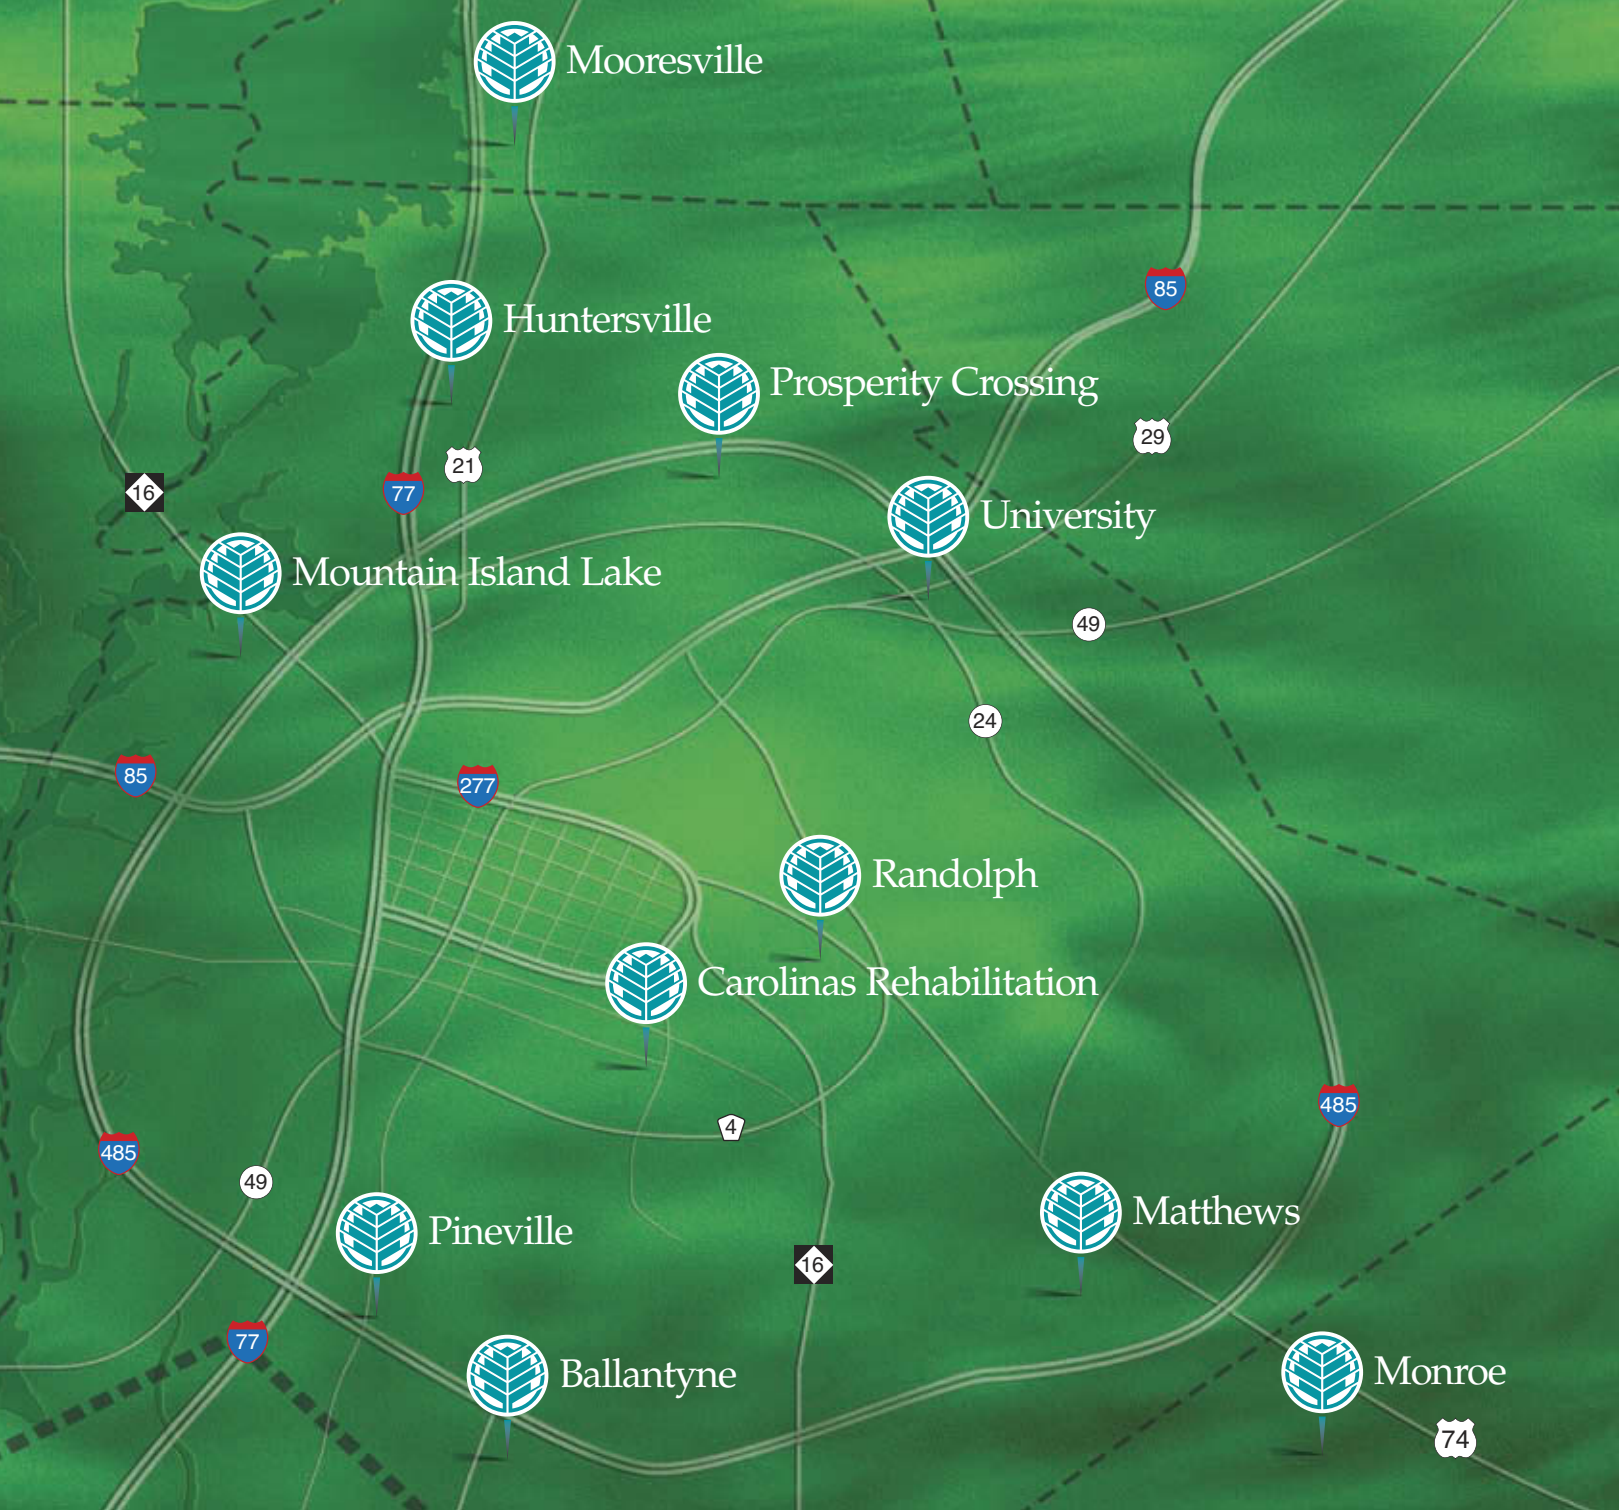 Mooresville
85
Huntersville
Prosperity Crossing
29
21
16
77
University
Mountain Island Lake
49
24
85
277
Randolph
Carolinas Rehabilitation
485
4
485
49
Matthews
Pineville
16
77
Ballantyne
Monroe
74